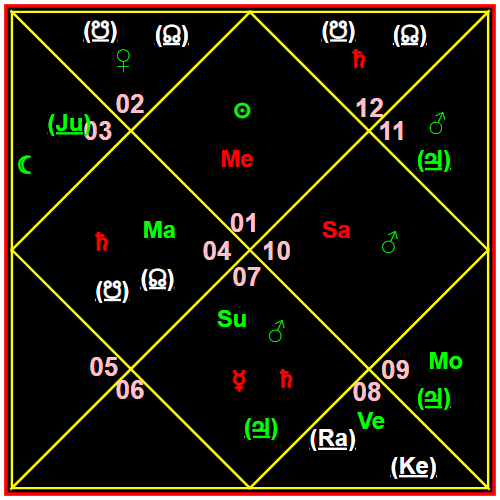 (☋) (☊) (☋) (☊)
♀ ♄
02 12
(Ju) 03 ☉ 11 ♂
☾ Me (♃)
01
♄ Ma Sa ♂
04 10
07
(☋) (☊)
Su ♂
05 09 Mo
06 ☿ ♄ 08 (♃)
(♃) Ve
(Ra)
(Ke)